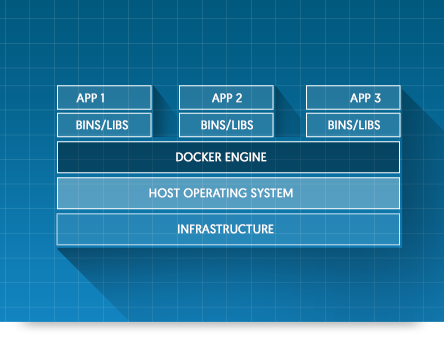 APP 1 APP 2 APP 3
BINS/LIBS BINS/LIBS BINS/LIBS
DOCKER ENGINE
HOST OPERATING SYSTEM
INFRASTRUCTURE